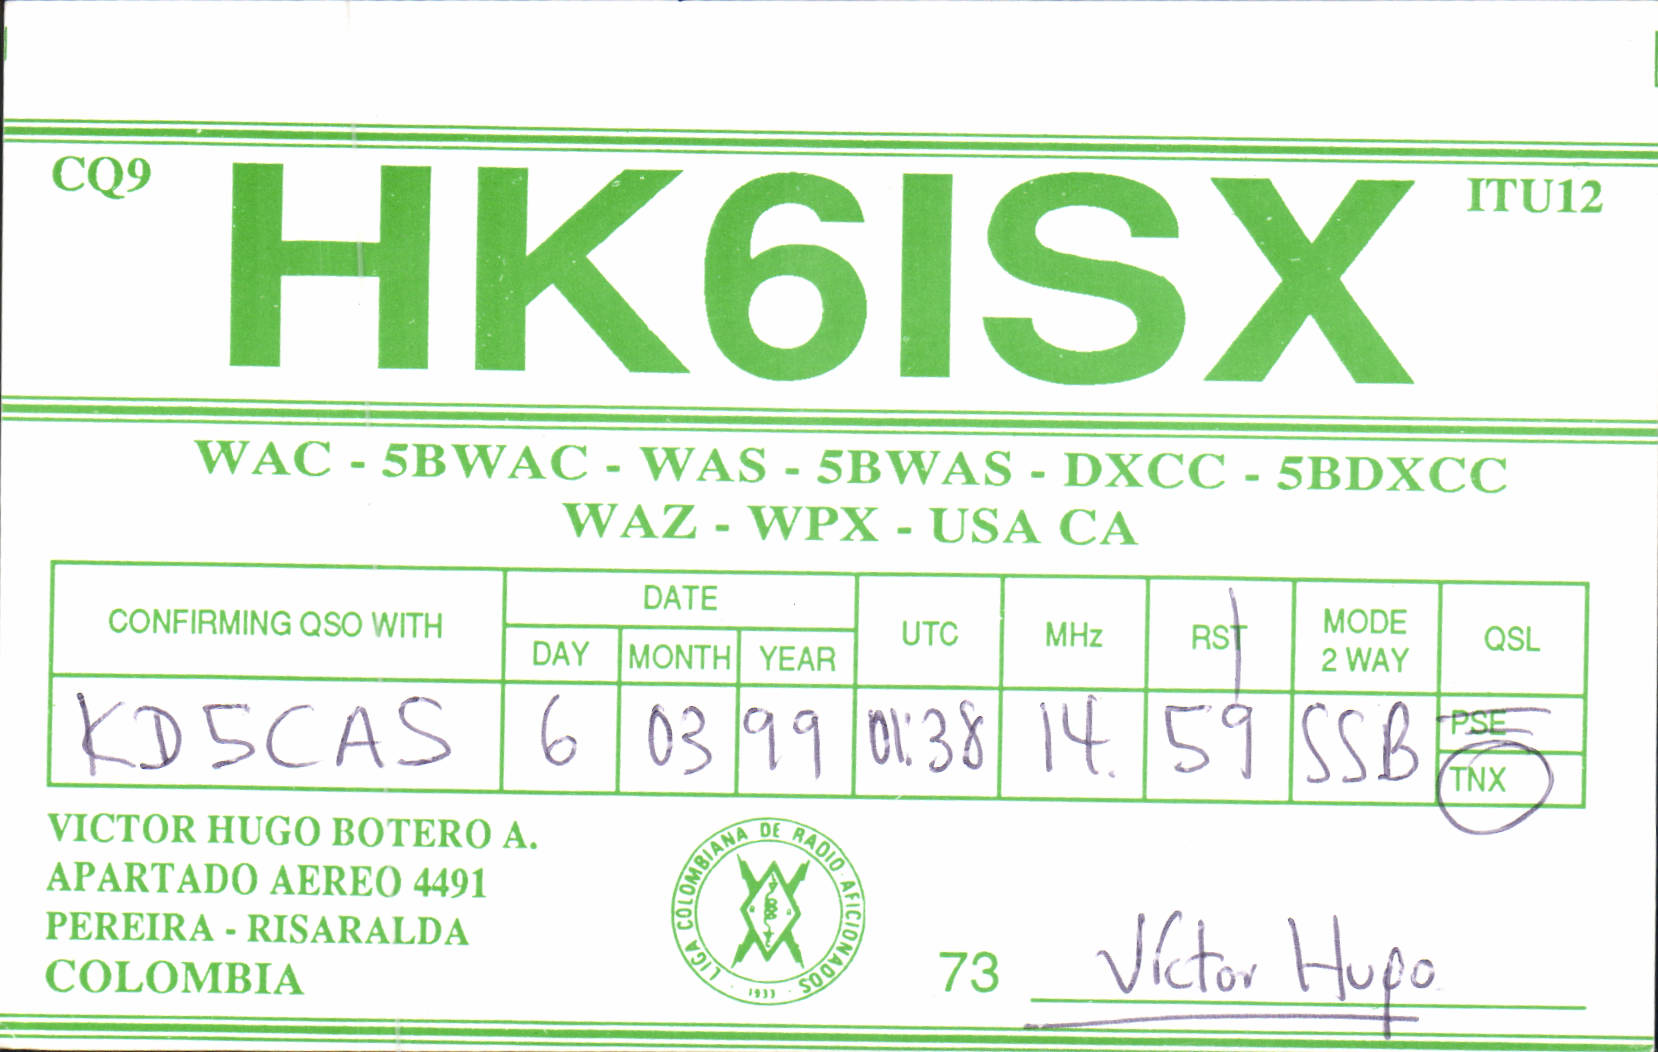 CQ9
HK6ISX
ITU12
WAC - 5BWAC - WAS - 5BWAS - DXCC - 5BDXCC
WAZ - WPX - USA CA
CONFIRMING QSO WITH
DATE
DAY MONTH YEAR
UTC
MHz
RST
MODE
2 WAY
QSL
KD5CAS 6 03 99 01:38 14. 59 SSB
PSE
TNX
VICTOR HUGO BOTERO A.
APARTADO AEREO 4491
PEREIRA - RISARALDA
COLOMBIA
LIGA COLOMBIANA DE RADIO AFICIONADOS
· 1933 ·
73 Víctor Hugo